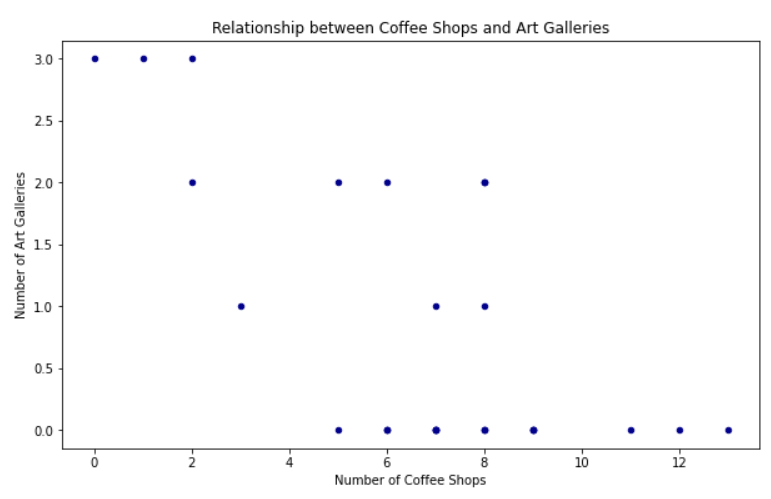 Relationship between Coffee Shops and Art Galleries
3.0
2.5
2.0
1.5
1.0
0.5
0.0
Number of Art Galleries
0 2 4 6 8 10 12
Number of Coffee Shops